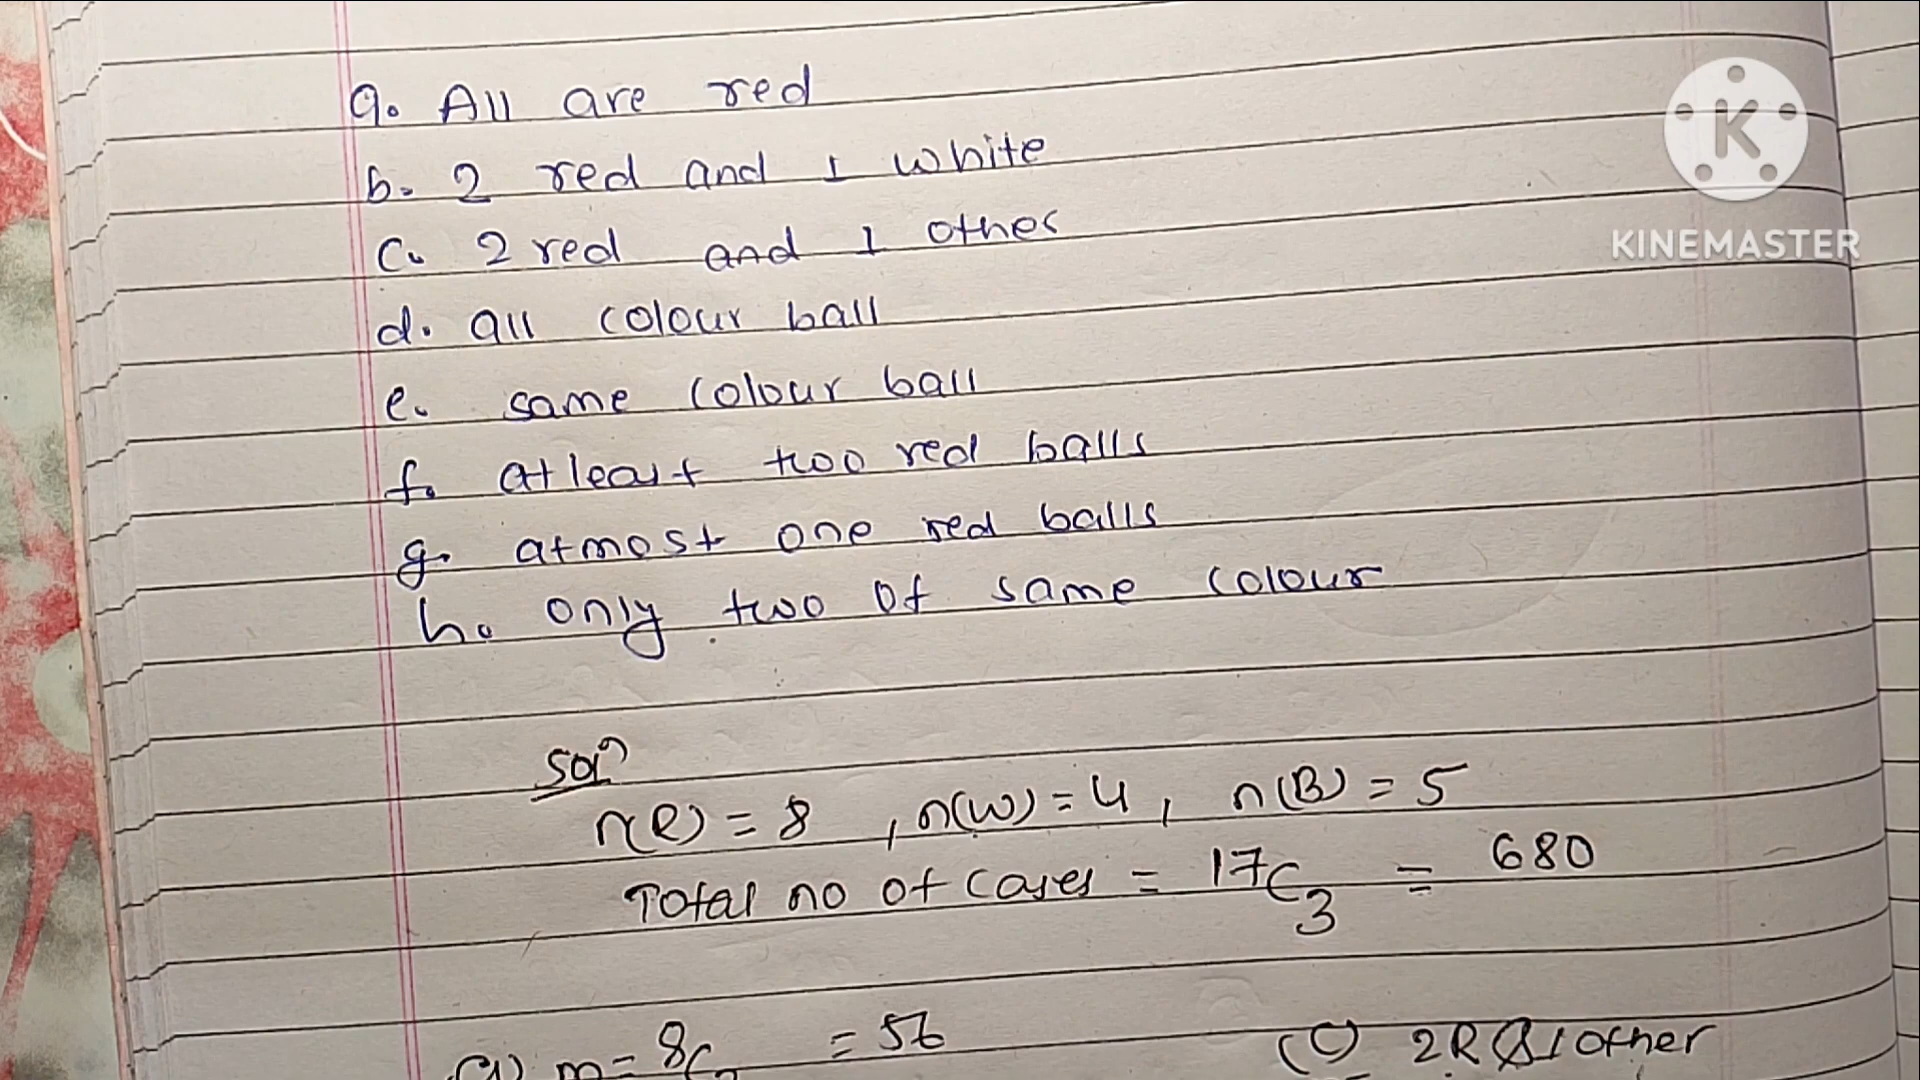 a. All are red
b. 2 red and 1 white
c. 2 red and 1 other
d. all colour ball
e. same colour ball
f. atleast two red balls
g. atmost one red balls
h. only two of same colour
K
KINEMASTER
Solⁿ
n(R) = 8 , n(W) = 4 , n(B) = 5
Total no of cases = 17C3 = 680
(a) m = 8C = 56
(C) 2R & 1 other